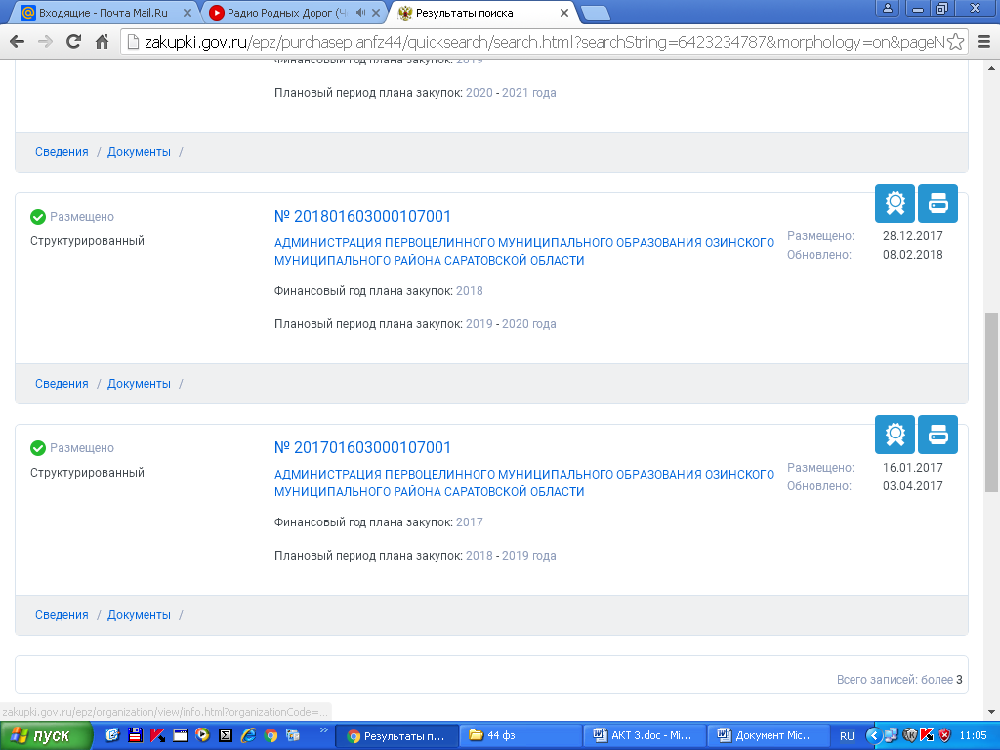 Входящие - Почта Mail.Ru
Радио Родных Дорог (Ч
Результаты поиска
zakupki.gov.ru/epz/purchaseplanfz44/quicksearch/search.html?searchString=6423234787&morphology=on&pageN
Финансовый год плана закупок: 2019
Плановый период плана закупок: 2020 - 2021 года
Сведения / Документы /
Размещено
№ 201801603000107001
Структурированный
АДМИНИСТРАЦИЯ ПЕРВОЦЕЛИННОГО МУНИЦИПАЛЬНОГО ОБРАЗОВАНИЯ ОЗИНСКОГО
МУНИЦИПАЛЬНОГО РАЙОНА САРАТОВСКОЙ ОБЛАСТИ
Размещено: 28.12.2017
Обновлено: 08.02.2018
Финансовый год плана закупок: 2018
Плановый период плана закупок: 2019 - 2020 года
Сведения / Документы /
Размещено
№ 201701603000107001
Структурированный
АДМИНИСТРАЦИЯ ПЕРВОЦЕЛИННОГО МУНИЦИПАЛЬНОГО ОБРАЗОВАНИЯ ОЗИНСКОГО
МУНИЦИПАЛЬНОГО РАЙОНА САРАТОВСКОЙ ОБЛАСТИ
Размещено: 16.01.2017
Обновлено: 03.04.2017
Финансовый год плана закупок: 2017
Плановый период плана закупок: 2018 - 2019 года
Сведения / Документы /
Всего записей: более 3
zakupki.gov.ru/epz/organization/view/info.html?organizationCode=...
пуск
Результаты п...
44 фз
АКТ 3.doc - Mi...
Документ Mic...
RU
11:05